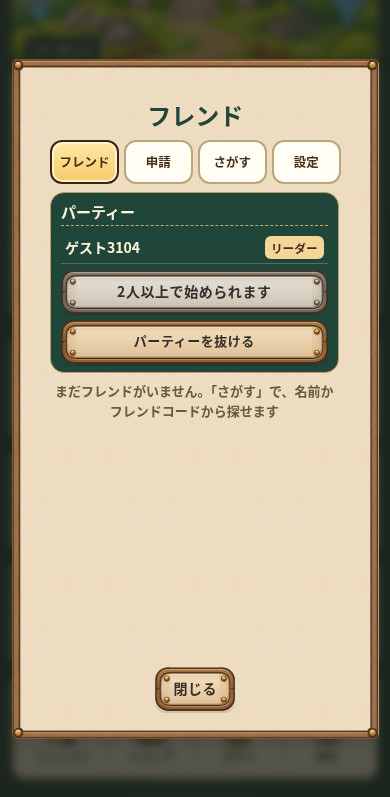 フレンド
フレンド
申請
さがす
設定
パーティー
ゲスト3104
リーダー
2人以上で始められます
パーティーを抜ける
まだフレンドがいません。「さがす」で、名前か
フレンドコードから探せます
閉じる